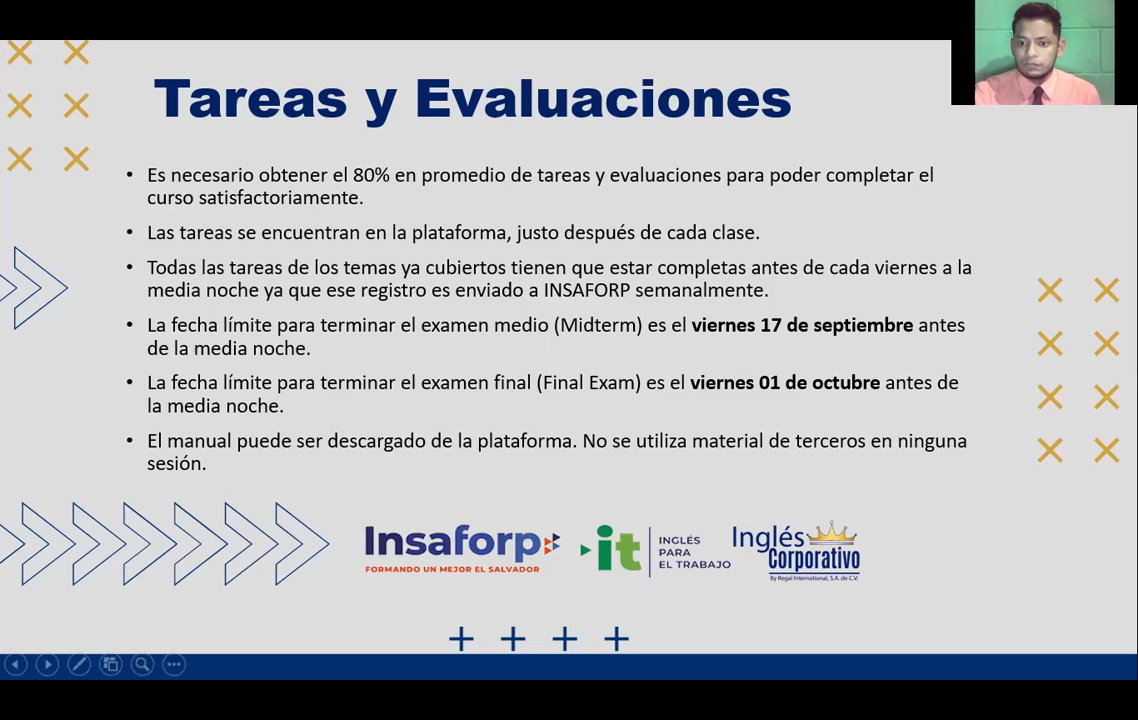 Tareas y Evaluaciones
• Es necesario obtener el 80% en promedio de tareas y evaluaciones para poder completar el
curso satisfactoriamente.
• Las tareas se encuentran en la plataforma, justo después de cada clase.
• Todas las tareas de los temas ya cubiertos tienen que estar completas antes de cada viernes a la
media noche ya que ese registro es enviado a INSAFORP semanalmente.
• La fecha límite para terminar el examen medio (Midterm) es el viernes 17 de septiembre antes
de la media noche.
• La fecha límite para terminar el examen final (Final Exam) es el viernes 01 de octubre antes de
la media noche.
• El manual puede ser descargado de la plataforma. No se utiliza material de terceros en ninguna
sesión.
Insaforp
FORMANDO UN MEJOR EL SALVADOR
it
INGLÉS
PARA
EL TRABAJO
Inglés
Corporativo
By Regal International, S.A. de C.V.